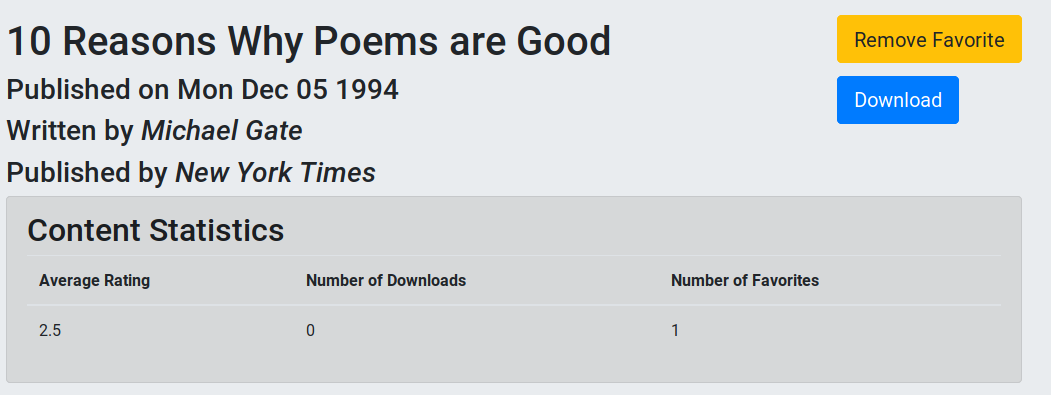 10 Reasons Why Poems are Good
Remove Favorite
Published on Mon Dec 05 1994
Download
Written by Michael Gate
Published by New York Times
Content Statistics
Average Rating Number of Downloads Number of Favorites
2.5 0 1